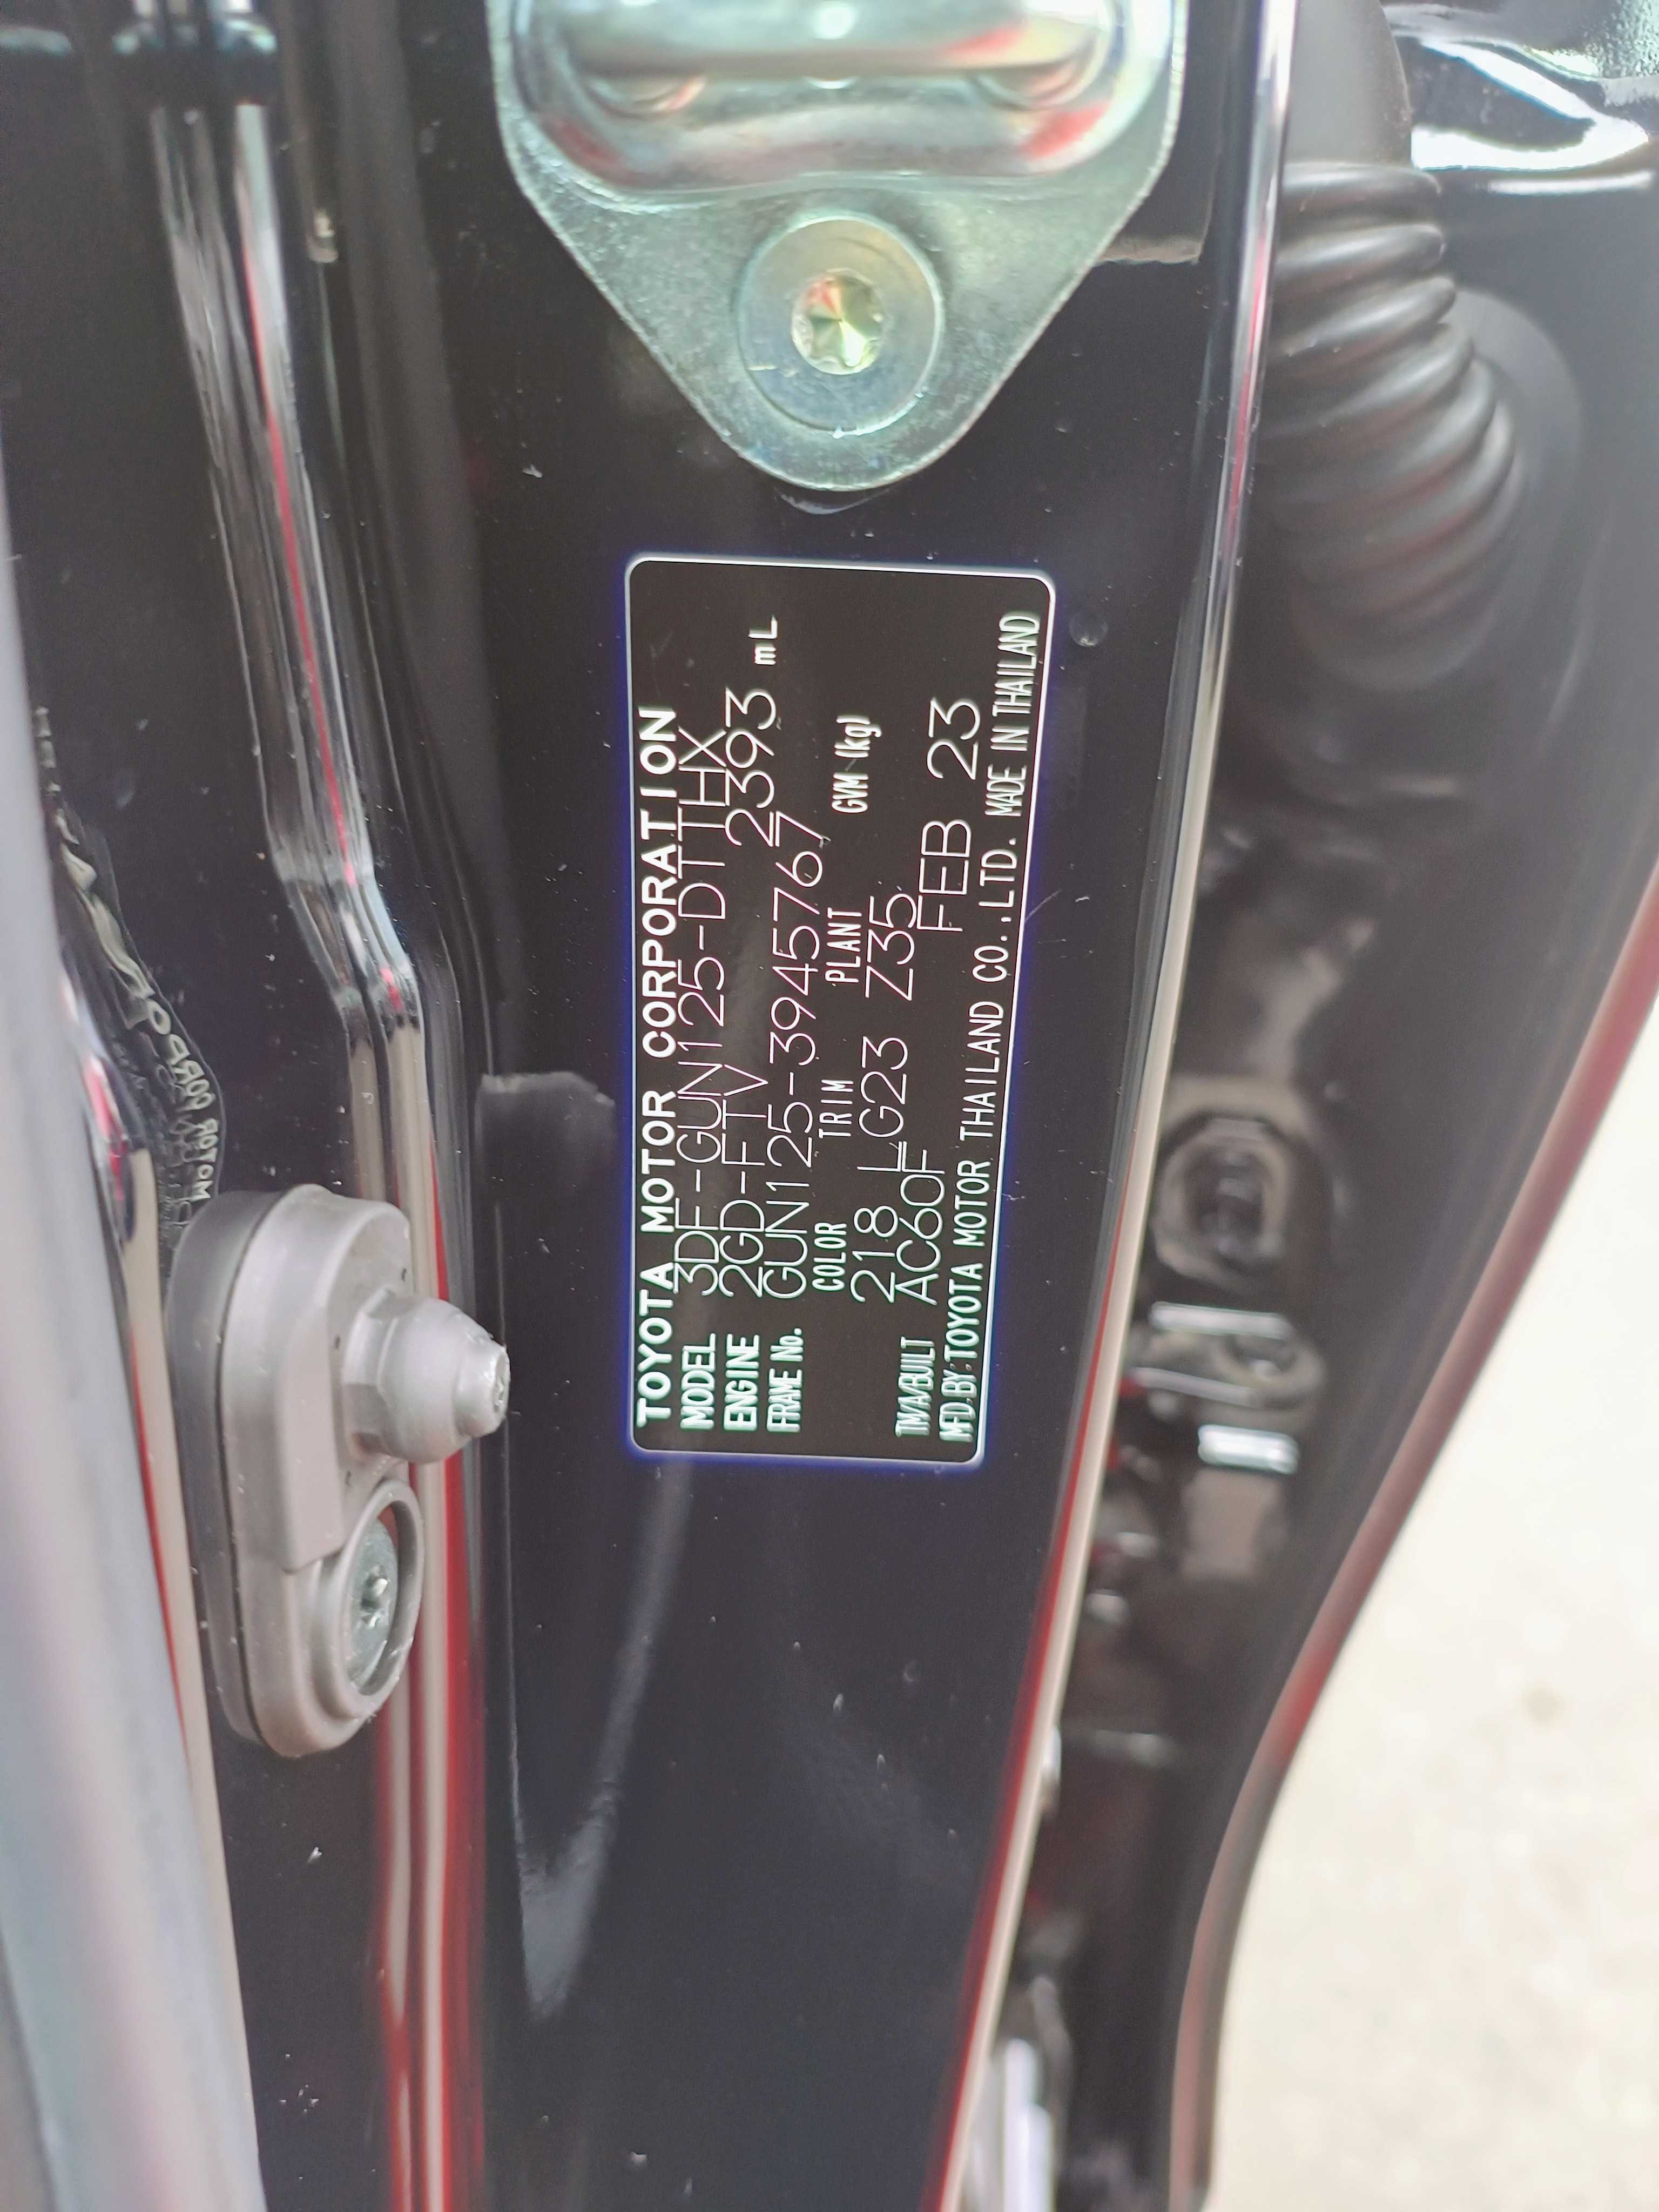 TOYOTA MOTOR CORPORATION
MODEL 3DF-GUN125-DTTHX
ENGINE 2GD-FTV 2393 mL
FRAME No. GUN125-3945767
COLOR TRIM PLANT GVM (kg)
218 LG23 Z35
TM/A/BUILT AC60F FEB 23
MFD.BY:TOYOTA MOTOR THAILAND CO.,LTD. MADE IN THAILAND